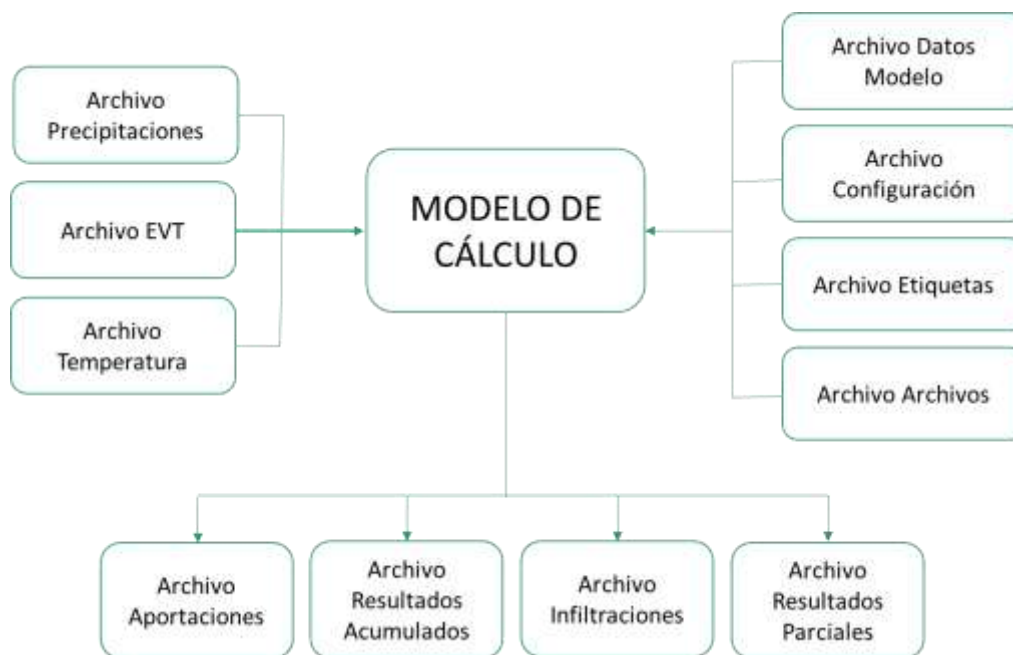 Archivo
Precipitaciones
Archivo EVT
Archivo
Temperatura
MODELO DE
CÁLCULO
Archivo Datos
Modelo
Archivo
Configuración
Archivo Etiquetas
Archivo Archivos
Archivo
Aportaciones
Archivo
Resultados
Acumulados
Archivo
Infiltraciones
Archivo
Resultados
Parciales